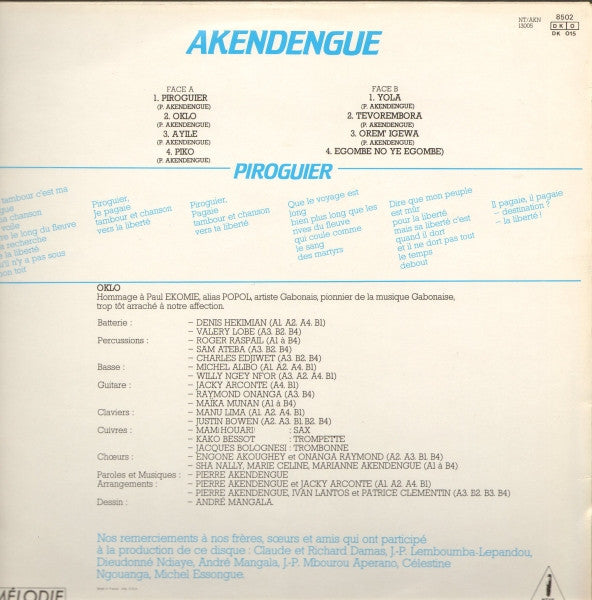 AKENDENGUE
NT/AKN
13005
8502
DK O
DK 015
FACE A
1. PIROGUIER
(P. AKENDENGUE)
2. OKLO
(P. AKENDENGUE)
3. AYILE
(P. AKENDENGUE)
4. PIKO
(P. AKENDENGUE)
FACE B
1. YOLA
(P. AKENDENGUE)
2. TEVOREMBORA
(P. AKENDENGUE)
3. OREM' IGEWA
(P. AKENDENGUE)
4. EGOMBE NO YE EGOMBE)
PIROGUIER
tambour c'est ma
gue
a chanson
voile
re le long du fleuve
a recherche
e la liberté
u'il n'y a pas sous
on toit
Piroguier,
Je pagaie
tambour et chanson
vers la liberté
Piroguier,
Pagaie
tambour et chanson
vers ta liberté
Que le voyage est
long
bien plus long que les
rives du fleuve
qui coule comme
le sang
des martyrs
Dire que mon peuple
est mûr
pour la liberté
mais sa liberté c'est
quand il dort
et il ne dort pas tout
le temps
debout
Il pagaie, il pagaie
– destination ?
– la liberté !
OKLO
Hommage à Paul EKOMIE, alias POPOL, artiste Gabonais, pionnier de la musique Gabonaise,
trop tôt arraché à notre affection.
Batterie : – DENIS HEKIMIAN (A1. A2. A4. B1)
– VALERY LOBE (A3. B2. B4)
Percussions : – ROGER RASPAIL (A1 à B4)
– SAM ATEBA (A3. B2. B4)
– CHARLES EDJIWET (A3. B2. B4)
Basse : – MICHEL ALIBO (A1. A2. A4. B1)
– WILLY NGEY NFOR (A3. B2. B4)
Guitare : – JACKY ARCONTE (A4. B1)
– RAYMOND ONANGA (A3. B2)
– MAÏKA MUNAN (A1 à B4)
Claviers : – MANU LIMA (A1. A2. A4. B1)
– JUSTIN BOWEN (A2. A3. B1. B2. B4)
Cuivres : – MAM(HOUARI) : SAX
– KAKO BESSOT : TROMPETTE
– JACQUES BOLOGNESI : TROMBONNE
Chœurs : – ENGONE AKOUGHEY et ONANGA RAYMOND (A2. A3. B1. B4)
– SHA NALLY, MARIE CELINE, MARIANNE AKENDENGUE (A1 à B4)
Paroles et Musiques : – PIERRE AKENDENGUE
Arrangements : – PIERRE AKENDENGUE et JACKY ARCONTE (A1. A2. A4. B1)
– PIERRE AKENDENGUE, IVAN LANTOS et PATRICE CLEMENTIN (A3. B2. B3. B4)
Dessin : – ANDRÉ MANGALA.
Nos remerciements à nos frères, sœurs et amis qui ont participé
à la production de ce disque : Claude et Richard Damas, J.-P. Lemboumba-Lepandou,
Dieudonné Ndiaye, André Mangala, J.-P. Mbourou Aperano, Célestine
Ngouanga, Michel Essongue.
MÉLODIE